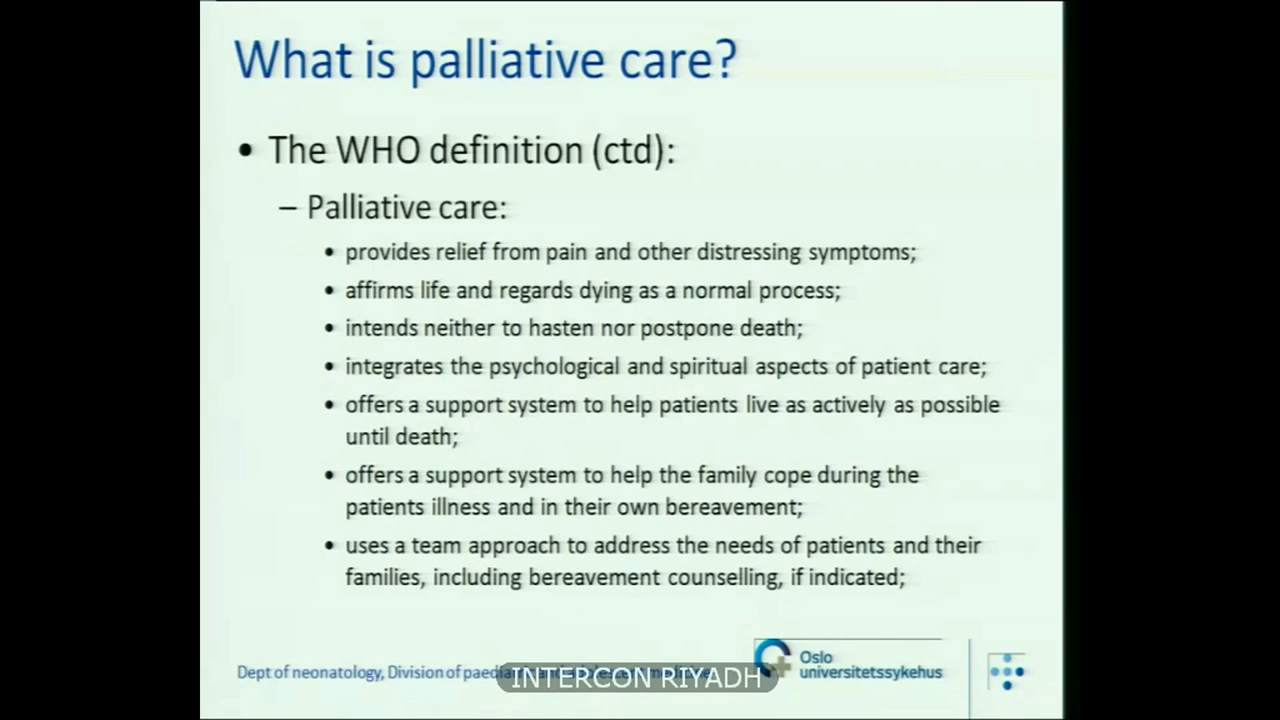 What is palliative care?
• The WHO definition (ctd):
– Palliative care:
• provides relief from pain and other distressing symptoms;
• affirms life and regards dying as a normal process;
• intends neither to hasten nor postpone death;
• integrates the psychological and spiritual aspects of patient care;
• offers a support system to help patients live as actively as possible
until death;
• offers a support system to help the family cope during the
patients illness and in their own bereavement;
• uses a team approach to address the needs of patients and their
families, including bereavement counselling, if indicated;
Dept of neonatology, Division of
INTERCON RIYADH
Oslo
universitetssykehus